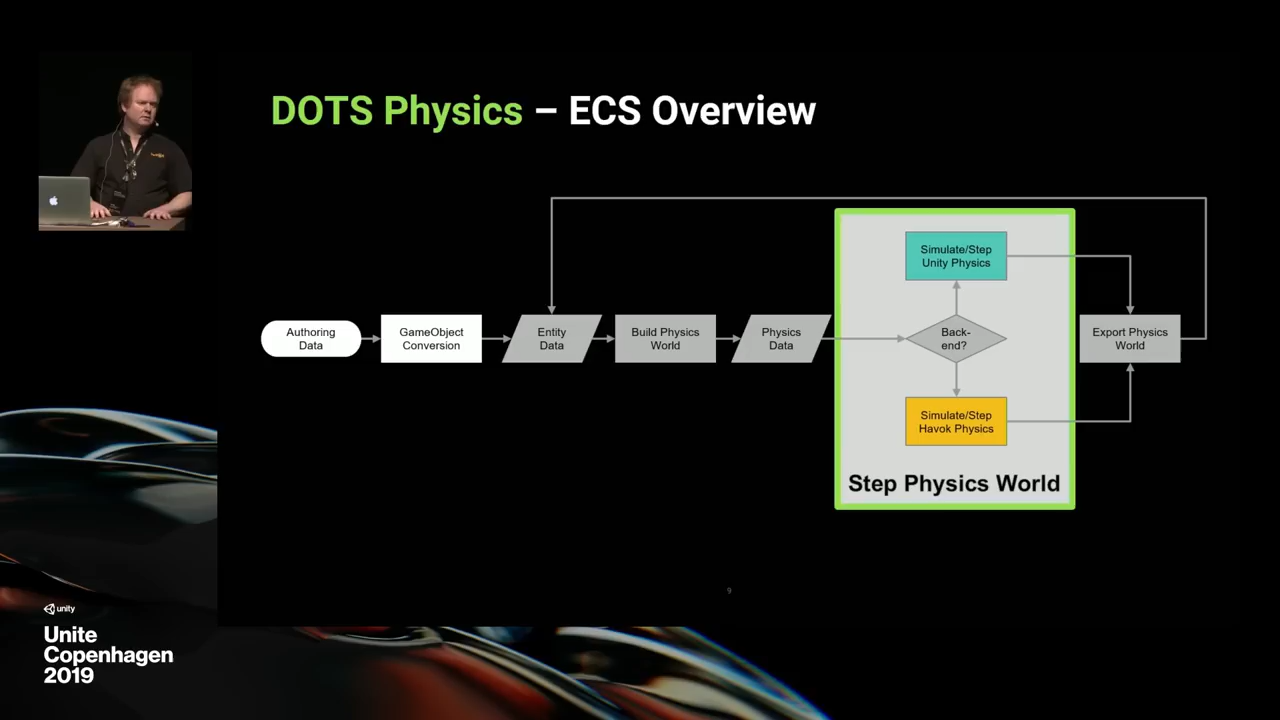 DOTS Physics – ECS Overview
Authoring
Data
GameObject
Conversion
Entity
Data
Build Physics
World
Physics
Data
Simulate/Step
Unity Physics
Back-
end?
Simulate/Step
Havok Physics
Step Physics World
Export Physics
World
9
unity
Unite
Copenhagen
2019